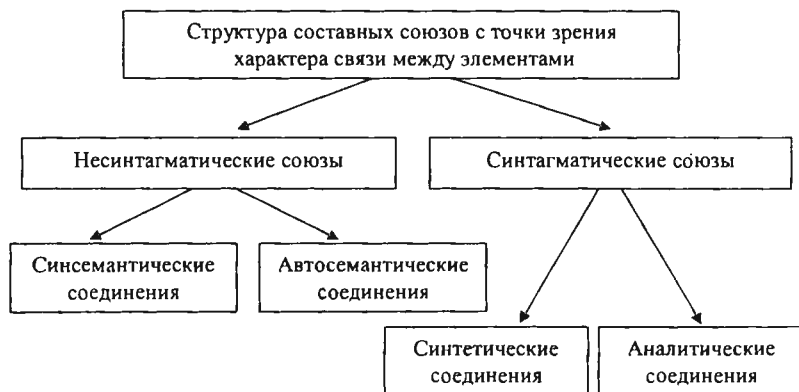 Структура составных союзов с точки зрения
характера связи между элементами
Несинтагматические союзы
Синтагматические союзы
Синсемантические
соединения
Автосемантические
соединения
Синтетические
соединения
Аналитические
соединения